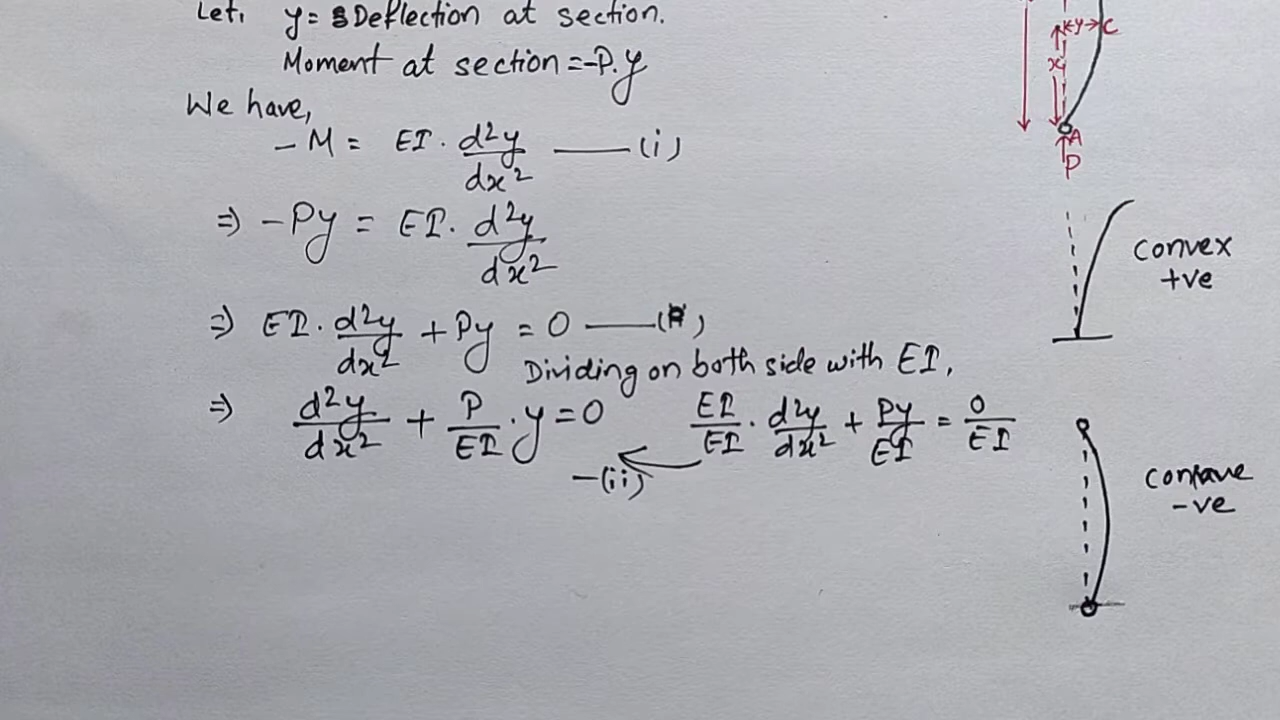 Let, y = Deflection at section.
Moment at section = -P.y
We have,
- M = EI . d²y/dx² —— (i)
⇒ - Py = EI . d²y/dx²
⇒ EI . d²y/dx² + Py = 0 ——
Dividing on both side with EI,
⇒ d²y/dx² + P/EI . y = 0
EI/EI . d²y/dx² + Py/EI = 0/EI
- (ii)
y C
x
A
P
convex
+ve
concave
-ve